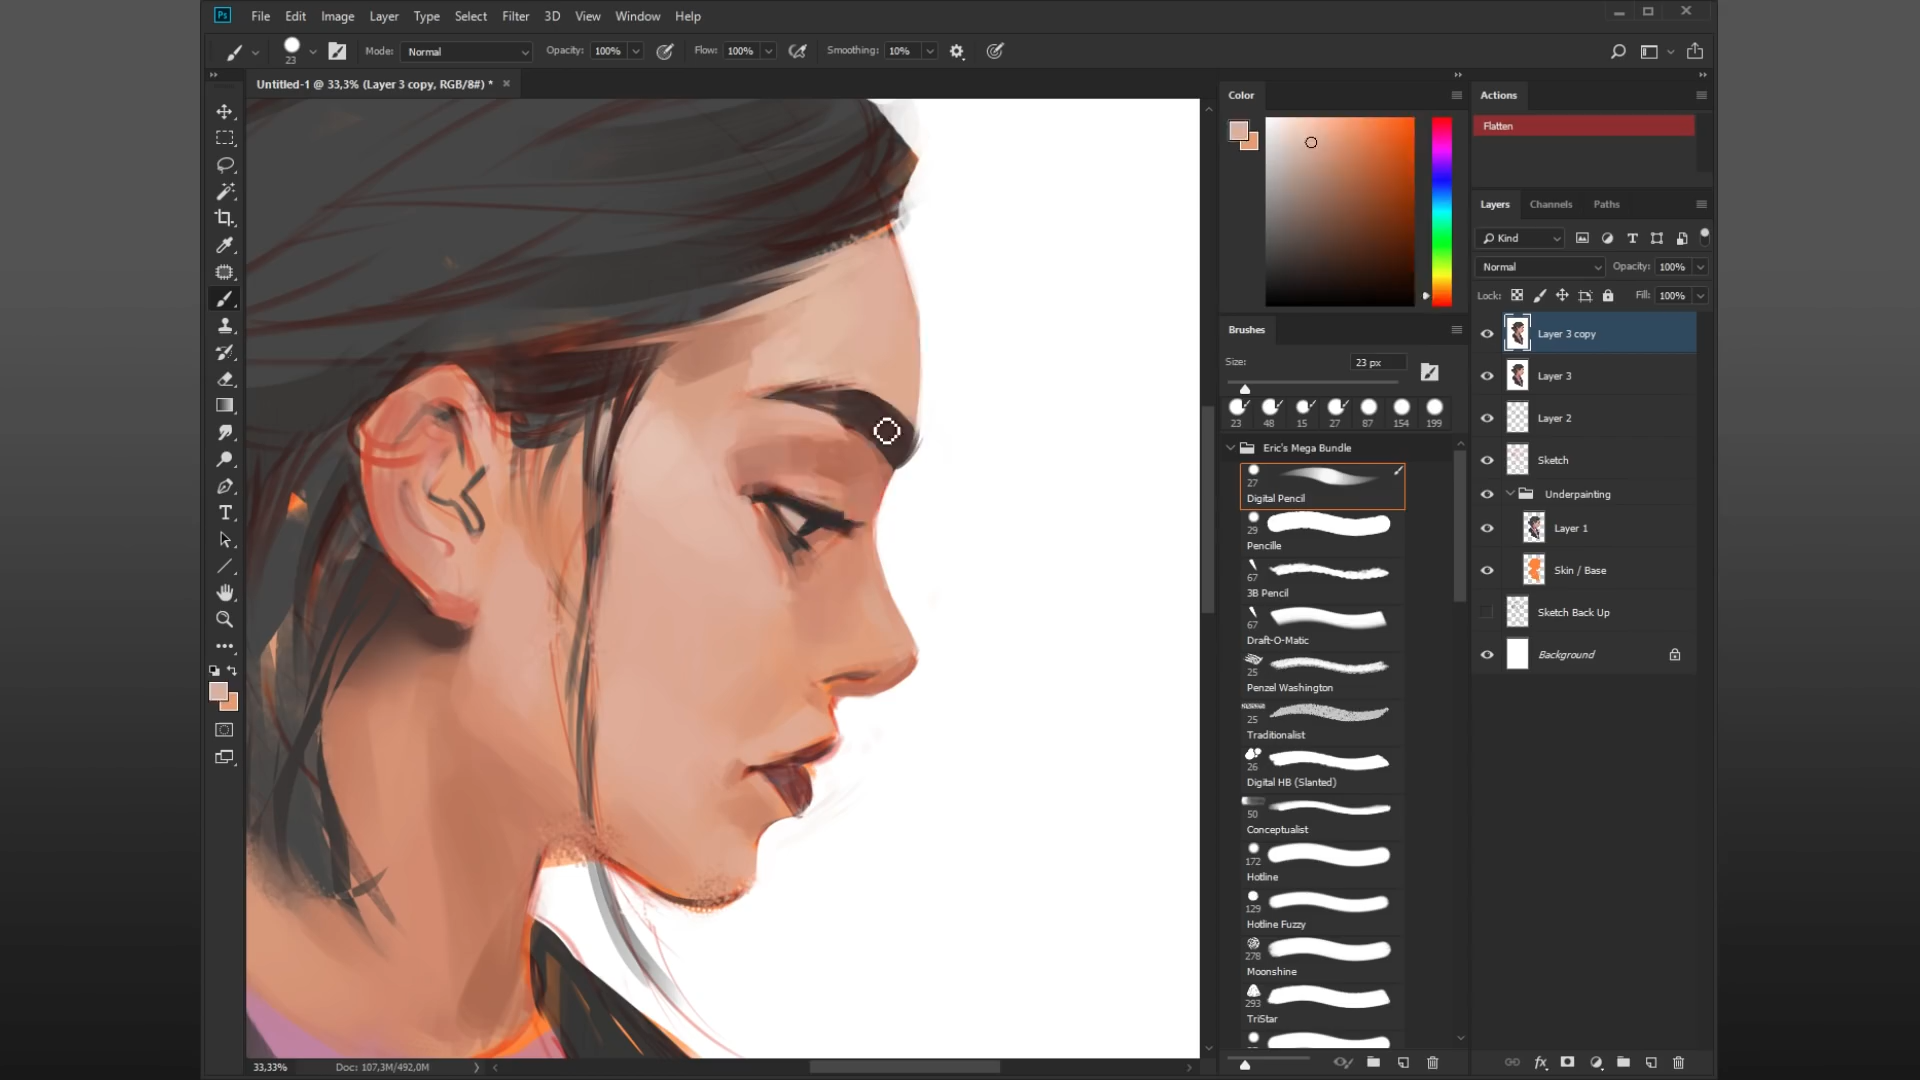 Ps File Edit Image Layer Type Select Filter 3D View Window Help
23 Mode: Normal Opacity: 100% Flow: 100% Smoothing: 10%
Untitled-1 @ 33,3% (Layer 3 copy, RGB/8#) *
Color
Brushes
Size: 23 px
23 48 15 27 87 154 199
Eric's Mega Bundle
27
Digital Pencil
29
Pencille
67
3B Pencil
67
Draft-O-Matic
25
Penzel Washington
25
Traditionalist
26
Digital HB (Slanted)
50
Conceptualist
172
Hotline
129
Hotline Fuzzy
278
Moonshine
293
TriStar
Actions
Flatten
Layers Channels Paths
Kind
Normal Opacity: 100%
Lock: Fill: 100%
Layer 3 copy
Layer 3
Layer 2
Sketch
Underpainting
Layer 1
Skin / Base
Sketch Back Up
Background
33,33% Doc: 107,3M/492,0M